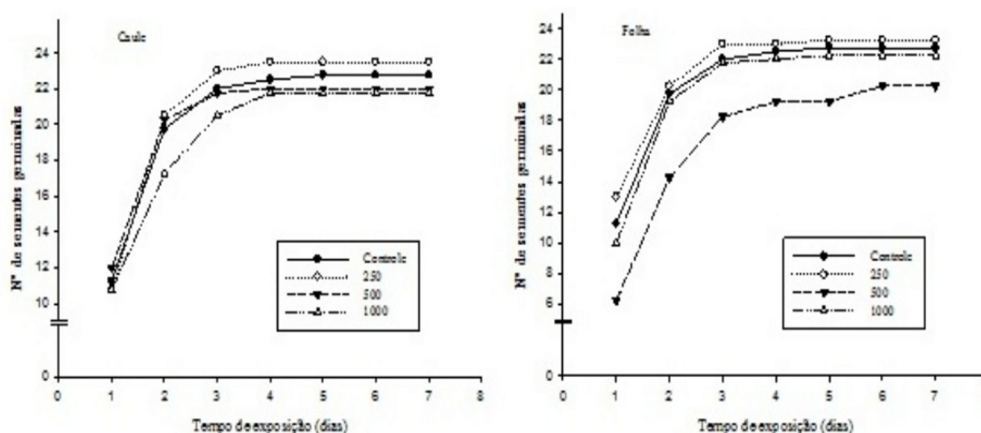 Caule
Nº de sementes germinadas
24
22
20
18
16
14
12
10
0
Controle
250
500
1000
0 1 2 3 4 5 6 7 8
Tempo de exposição (dias)
Folha
Nº de sementes germinadas
24
22
20
18
16
14
12
10
8
6
0
Controle
250
500
1000
0 1 2 3 4 5 6 7 8
Tempo de exposição (dias)